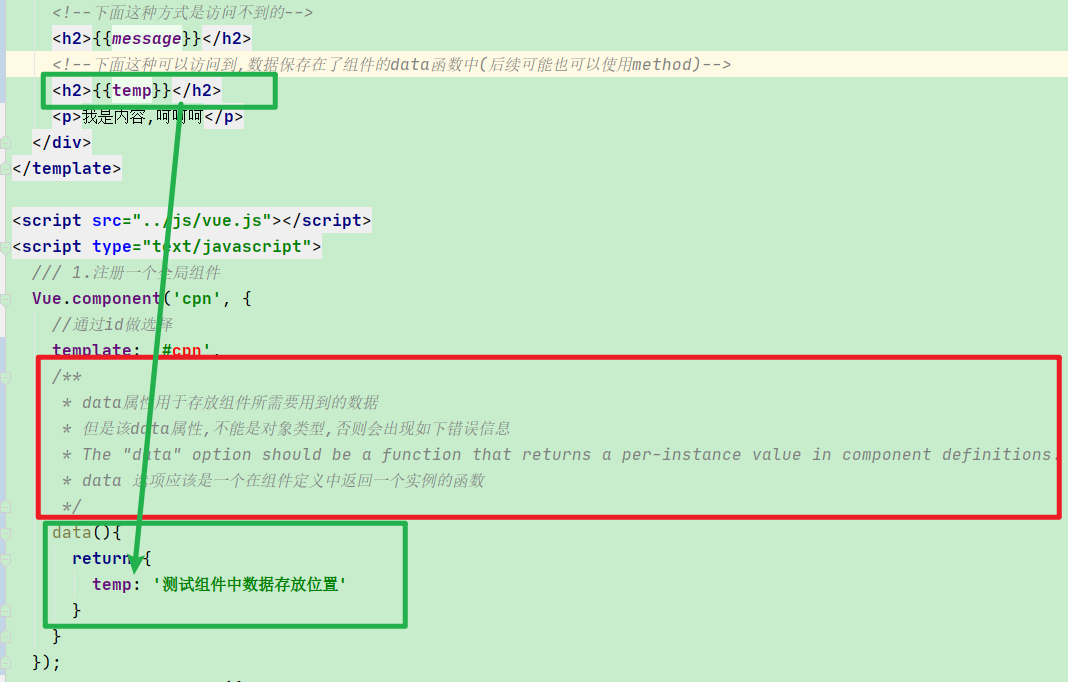 <!--下面这种方式是访问不到的-->
<h2>{{message}}</h2>
<!--下面这种可以访问到,数据保存在了组件的data函数中(后续可能也可以使用method)-->
<h2>{{temp}}</h2>
<p>我是内容,呵呵呵</p>
</div>
</template>
<script src="../js/vue.js"></script>
<script type="text/javascript">
/// 1.注册一个全局组件
Vue.component('cpn', {
//通过id做选择
template: '#cpn',
/**
* data属性用于存放组件所需要用到的数据
* 但是该data属性,不能是对象类型,否则会出现如下错误信息
* The "data" option should be a function that returns a per-instance value in component definitions.
* data 选项应该是一个在组件定义中返回一个实例的函数
*/
data(){
return {
temp: '测试组件中数据存放位置'
}
}
});